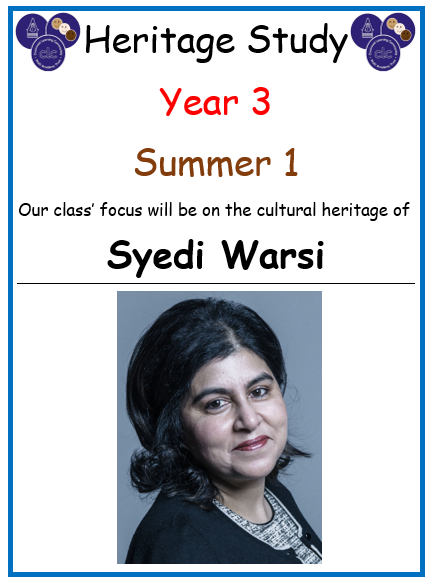 Heritage Study
Year 3
Summer 1
Our class’ focus will be on the cultural heritage of
Syedi Warsi